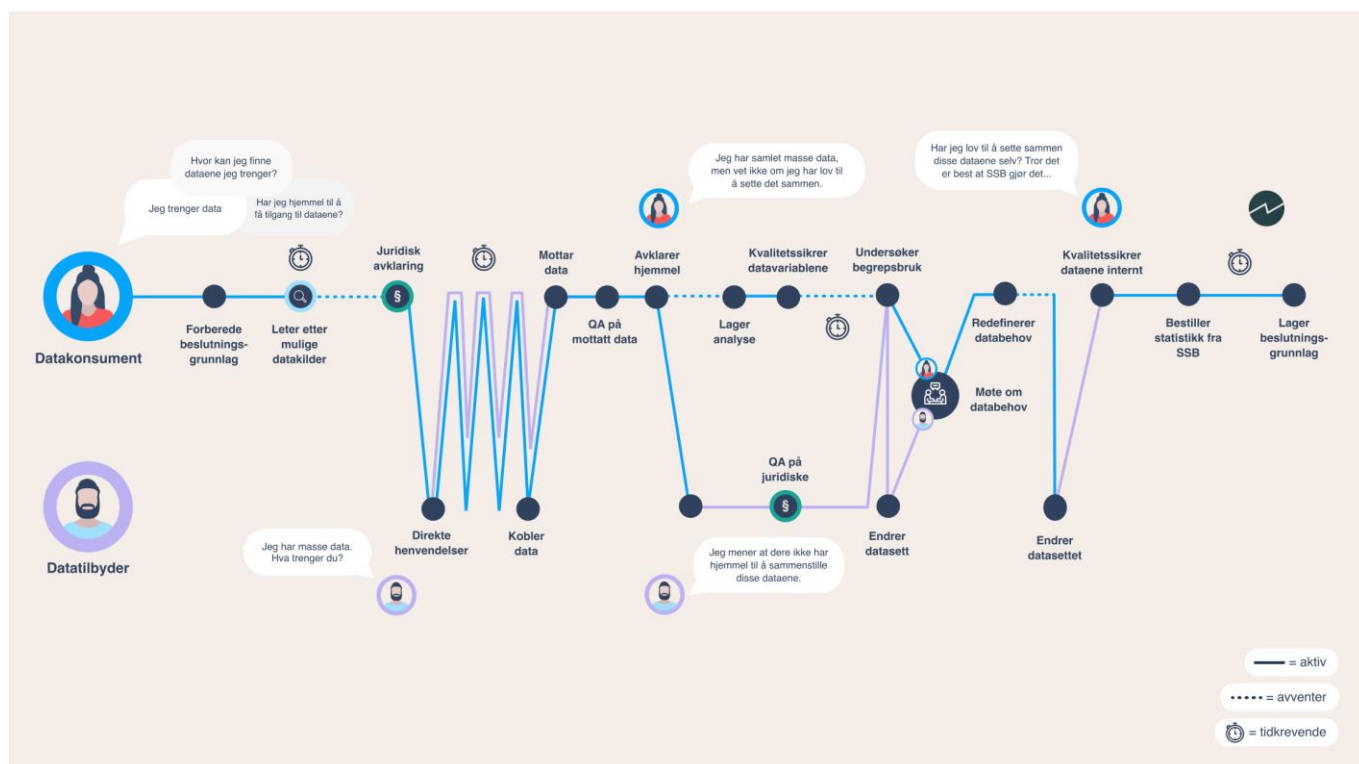 Hvor kan jeg finne
dataene jeg trenger?
Jeg trenger data
Har jeg hjemmel til å
få tilgang til dataene?
Jeg har samlet masse data,
men vet ikke om jeg har lov til
å sette det sammen.
Har jeg lov til å sette sammen
disse dataene selv? Tror det
er best at SSB gjør det...
Datakonsument
Forberede
beslutnings-
grunnlag
Leter etter
mulige
datakilder
Juridisk
avklaring
§
Mottar
data
QA på
mottatt data
Avklarer
hjemmel
Lager
analyse
Kvalitetssikrer
datavariablene
Undersøker
begrepsbruk
Møte om
databehov
Redefinerer
databehov
Kvalitetssikrer
dataene internt
Bestiller
statistikk fra
SSB
Lager
beslutnings-
grunnlag
Datatilbyder
Jeg har masse data.
Hva trenger du?
Direkte
henvendelser
Kobler
data
QA på
juridiske
§
Jeg mener at dere ikke har
hjemmel til å sammenstille
disse dataene.
Endrer
datasett
Endrer
datasettet
= aktiv
= avventer
= tidkrevende